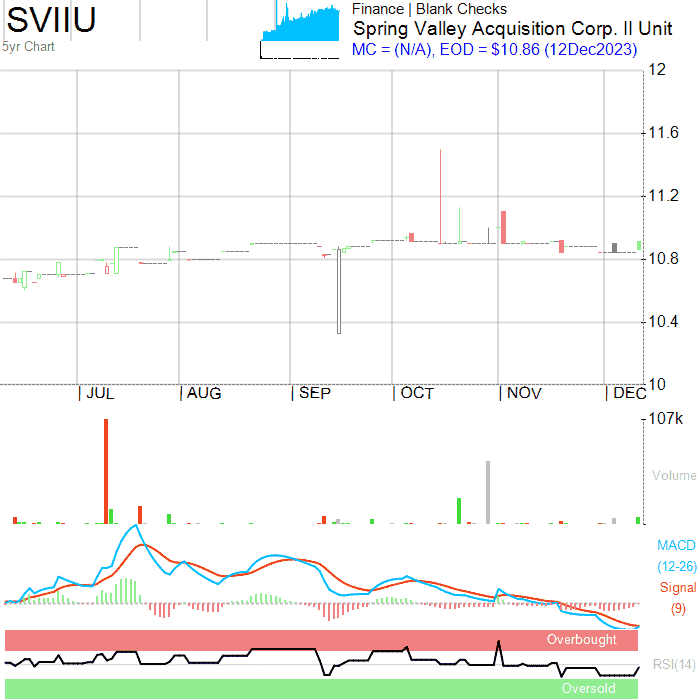 SVIIU
5yr Chart
Finance | Blank Checks
Spring Valley Acquisition Corp. II Unit
MC = (N/A), EOD = $10.86 (12Dec2023)
12
11.6
11.2
10.8
10.4
10
| JUL | AUG | SEP | OCT | NOV | DEC
107k
Volume
MACD
(12-26)
Signal
(9)
Overbought
RSI(14)
Oversold